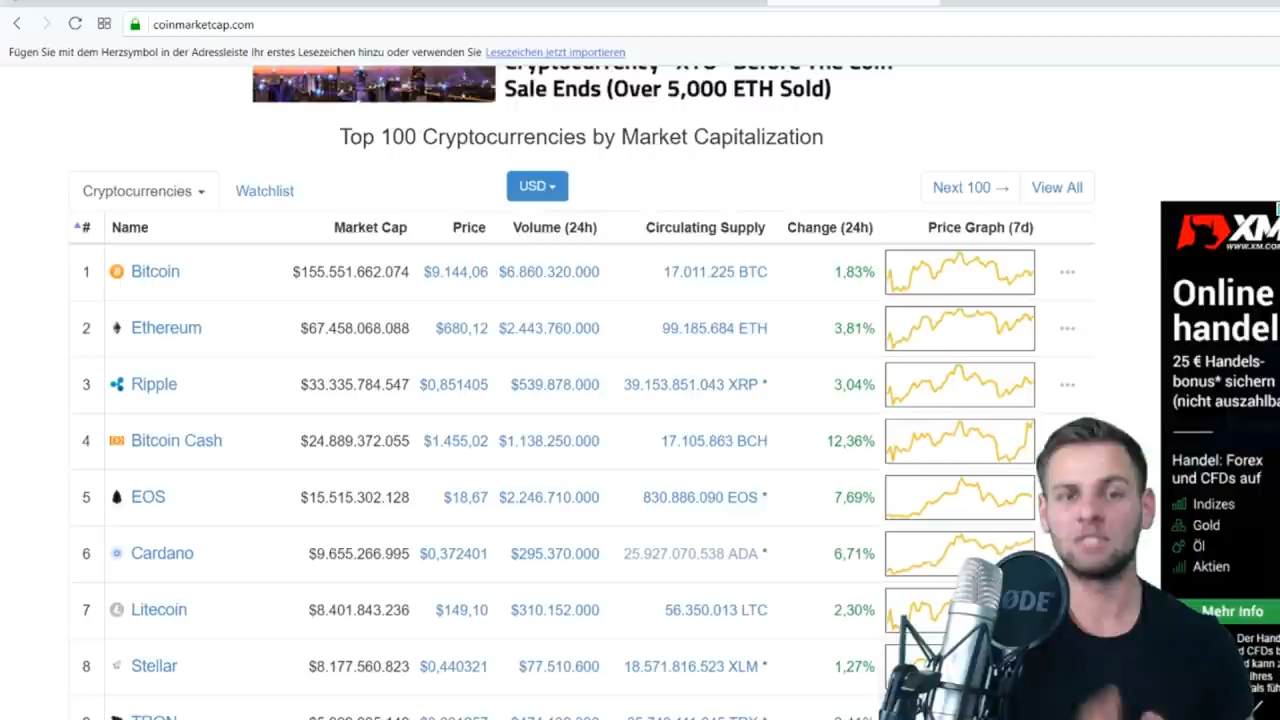 coinmarketcap.com
Fügen Sie mit dem Herzsymbol in der Adressleiste Ihr erstes Lesezeichen hinzu oder verwenden Sie Lesezeichen jetzt importieren
Sale Ends (Over 5,000 ETH Sold)
Top 100 Cryptocurrencies by Market Capitalization
Cryptocurrencies Watchlist USD Next 100 → View All
# Name Market Cap Price Volume (24h) Circulating Supply Change (24h) Price Graph (7d)
1 Bitcoin $155.551.662.074 $9.144,06 $6.860.320.000 17.011.225 BTC 1,83%
2 Ethereum $67.458.068.088 $680,12 $2.443.760.000 99.185.684 ETH 3,81%
3 Ripple $33.335.784.547 $0,851405 $539.878.000 39.153.851.043 XRP * 3,04%
4 Bitcoin Cash $24.889.372.055 $1.455,02 $1.138.250.000 17.105.863 BCH 12,36%
5 EOS $15.515.302.128 $18,67 $2.246.710.000 830.886.090 EOS * 7,69%
6 Cardano $9.655.266.995 $0,372401 $295.370.000 25.927.070.538 ADA * 6,71%
7 Litecoin $8.401.843.236 $149,10 $310.152.000 56.350.013 LTC 2,30%
8 Stellar $8.177.560.823 $0,440321 $77.510.600 18.571.816.523 XLM * 1,27%
XM
Online
handel
25 € Handels-
bonus* sichern
(nicht auszahlba
Handel: Forex
und CFDs auf
Indizes
Gold
Öl
Aktien
Mehr Info
Der Hand
RØDE